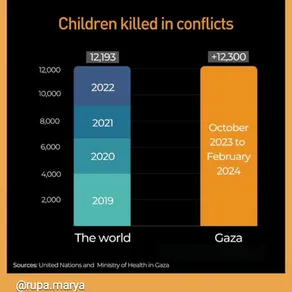 Children killed in conflicts
12,193
+12,300
12,000
10,000
8,000
6,000
4,000
2,000
2022
2021
2020
2019
October
2023 to
February
2024
The world
Gaza
Sources: United Nations and Ministry of Health in Gaza
@rupa.marya